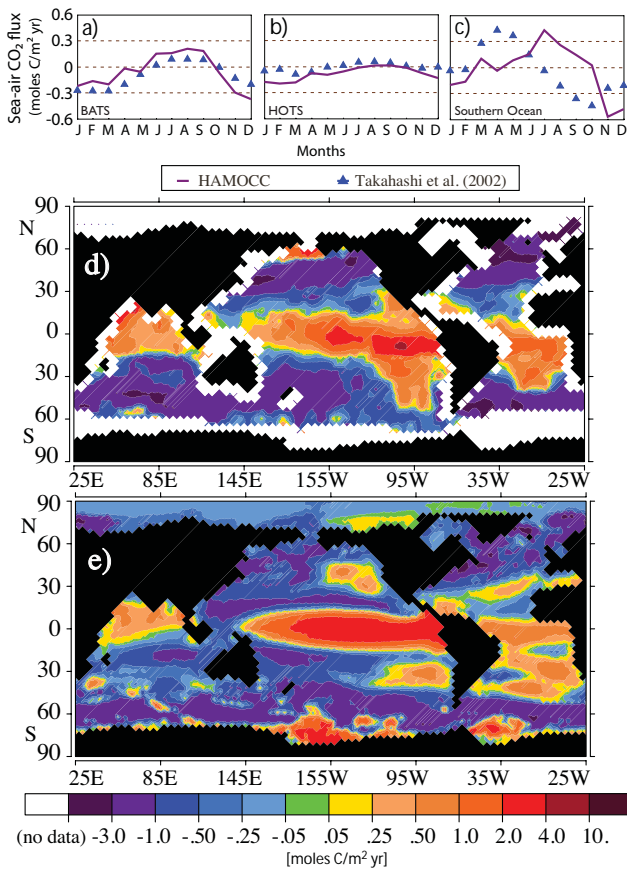 Sea-air CO2 flux
(moles C/m2 yr)
0.6
0.3
0
-0.3
-0.6
a)
BATS
J F M A M J J A S O N D
b)
HOTS
J F M A M J J A S O N D
c)
Southern Ocean
J F M A M J J A S O N D
Months
HAMOCC
Takahashi et al. (2002)
90
N
60
30
0
30
60
S
90
d)
25E 85E 145E 155W 95W 35W 25W
90
N
60
30
0
30
60
S
90
e)
25E 85E 145E 155W 95W 35W 25W
(no data) -3.0 -1.0 -.50 -.25 -.05 .05 .25 .50 1.0 2.0 4.0 10.
[moles C/m2 yr]